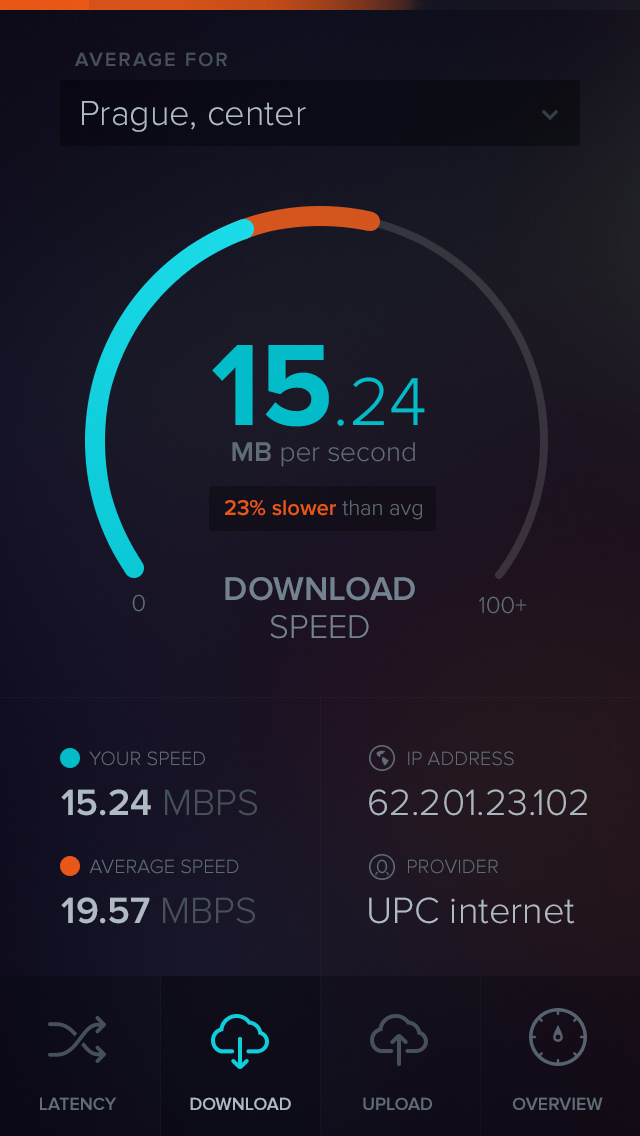 AVERAGE FOR
Prague, center
15.24
MB per second
23% slower than avg
DOWNLOAD
SPEED
0
100+
YOUR SPEED
15.24 MBPS
IP ADDRESS
62.201.23.102
AVERAGE SPEED
19.57 MBPS
PROVIDER
UPC internet
LATENCY
DOWNLOAD
UPLOAD
OVERVIEW